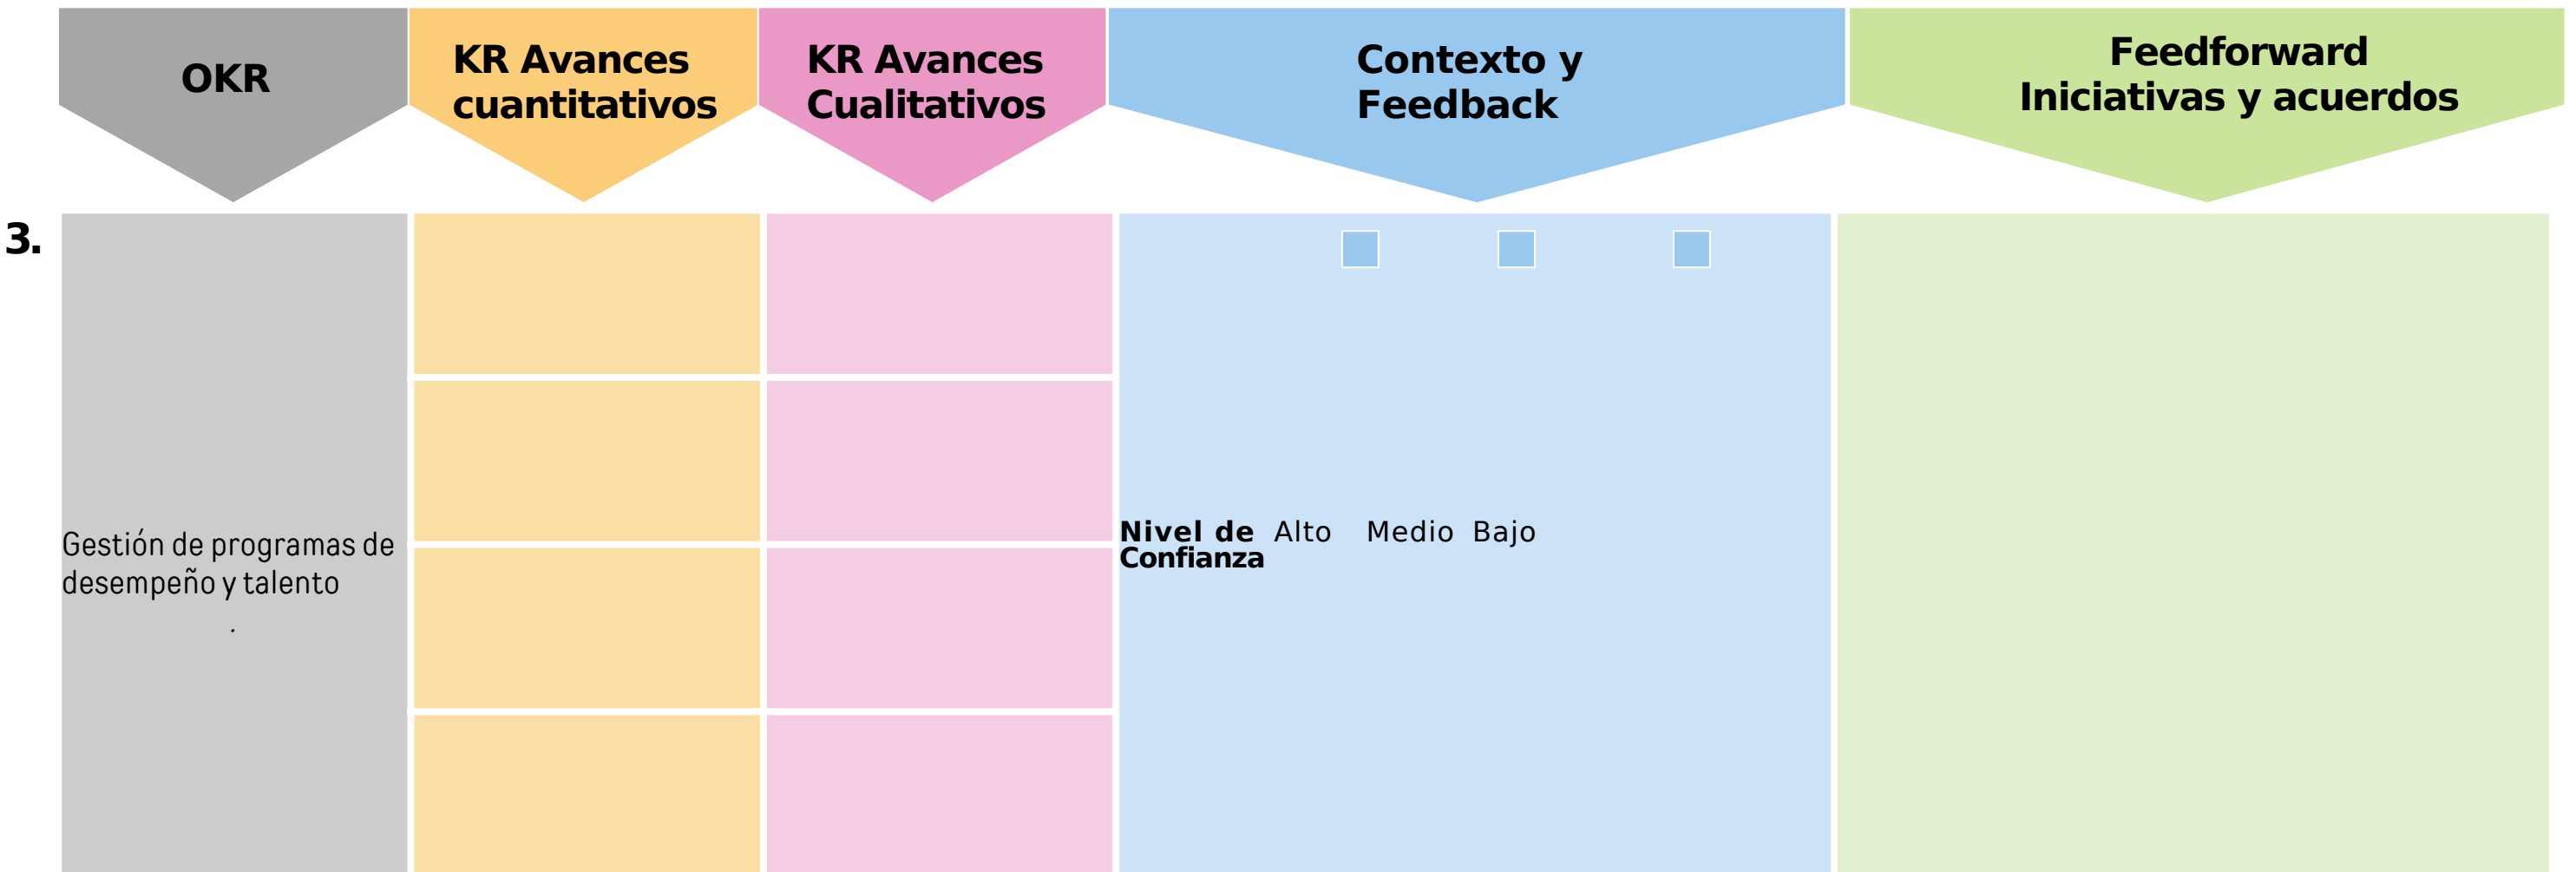 OKR
KR Avances
cuantitativos
KR Avances
Cualitativos
Contexto y
Feedback
Feedforward
Iniciativas y acuerdos
3.
Gestión de programas de
desempeño y talento
.
Nivel de Alto Medio Bajo
Confianza